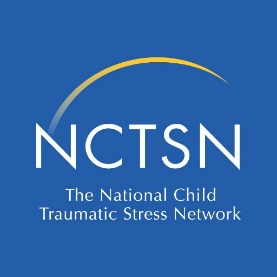 NCTSN
The National Child
Traumatic Stress Network